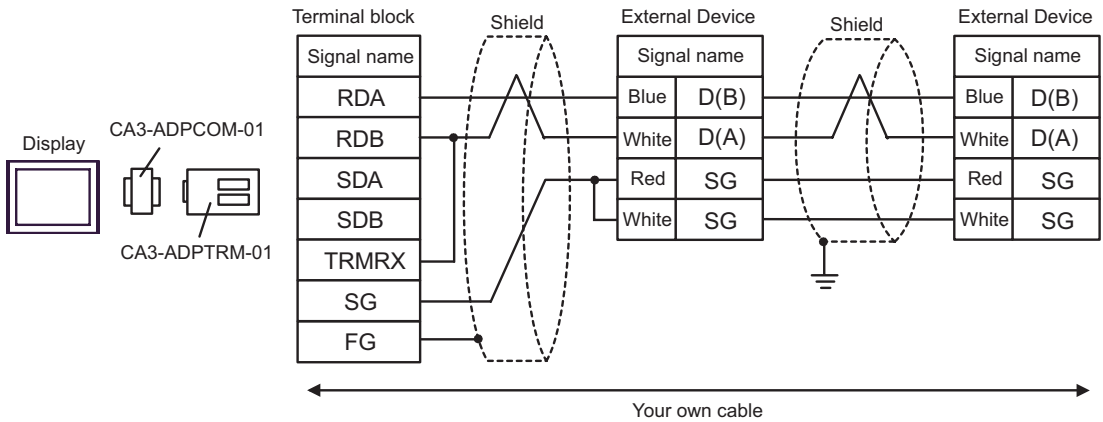 Terminal block
Shield
External Device
Shield
External Device
Signal name
Signal name
Signal name
RDA
Blue D(B)
Blue D(B)
Display
CA3-ADPCOM-01
RDB
White D(A)
White D(A)
SDA
Red SG
Red SG
SDB
White SG
White SG
CA3-ADPTRM-01
TRMRX
SG
FG
Your own cable